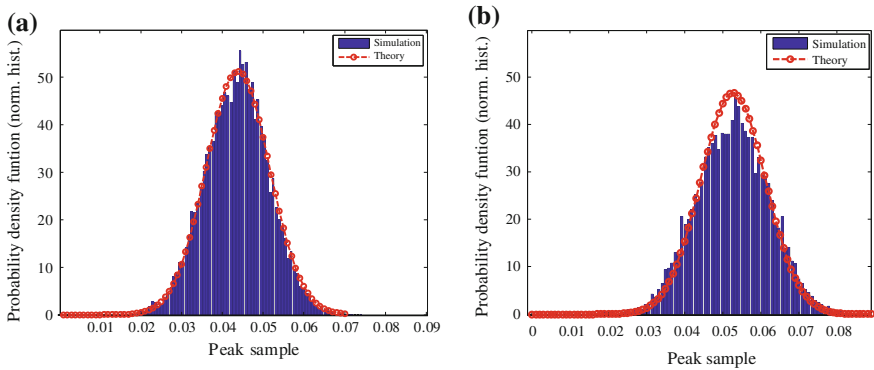 (a)
Probability density funtion (norm. hist.)
50
40
30
20
10
0
Simulation
Theory
0.01 0.02 0.03 0.04 0.05 0.06 0.07 0.08 0.09
Peak sample
(b)
Probability density funtion (norm. hist.)
50
40
30
20
10
0
Simulation
Theory
0 0.01 0.02 0.03 0.04 0.05 0.06 0.07 0.08
Peak sample